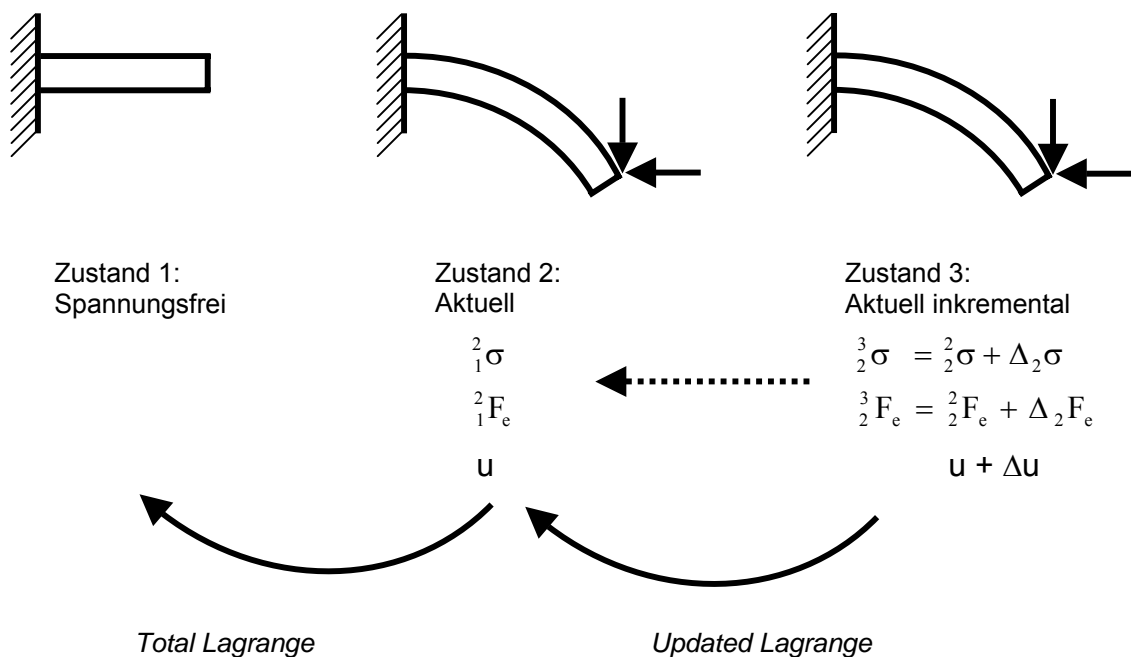 Zustand 1:
Spannungsfrei
Zustand 2:
Aktuell
Zustand 3:
Aktuell inkremental
²₁σ
³₂σ = ²₂σ + Δ₂σ
²₁Fₑ
³₂Fₑ = ²₂Fₑ + Δ₂Fₑ
u
u + Δu
Total Lagrange
Updated Lagrange